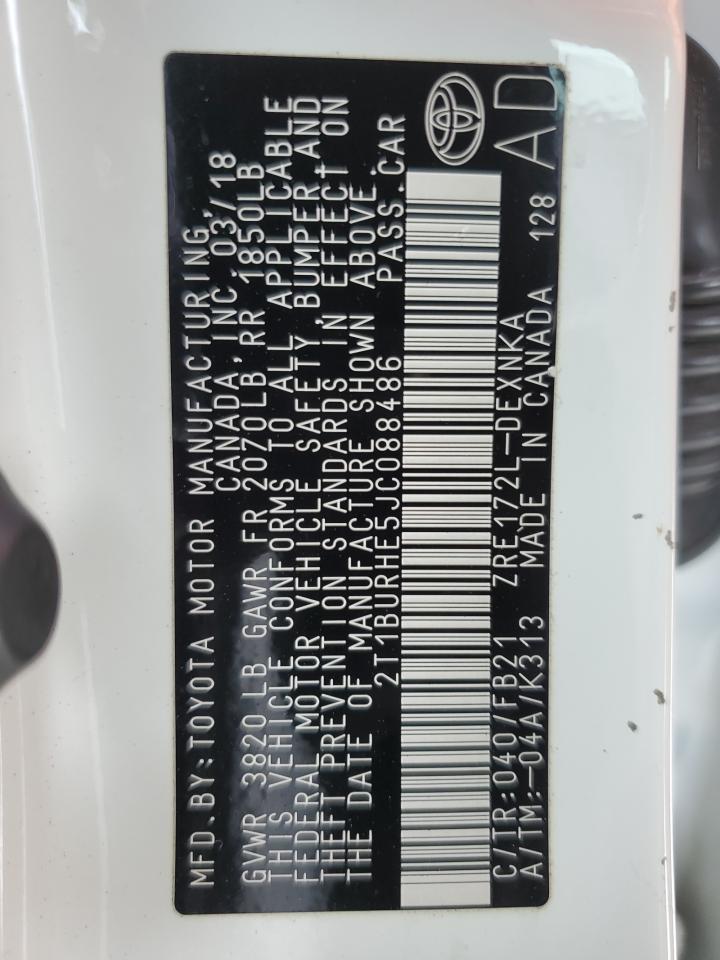 MFD.BY:TOYOTA MOTOR MANUFACTURING,
CANADA, INC. 03/18
GVWR 3820LB GAWR FR 2070LB, RR 1850LB
THIS VEHICLE CONFORMS TO ALL APPLICABLE
FEDERAL MOTOR VEHICLE SAFETY, BUMPER AND
THEFT PREVENTION STANDARDS IN EFFECT ON
THE DATE OF MANUFACTURE SHOWN ABOVE.
2T1BURHE5JC088486 PASS.CAR
C/TR:040/FB21 ZRE172L-DEXNKA
A/TM:-04A/K313 MADE IN CANADA 128
AD